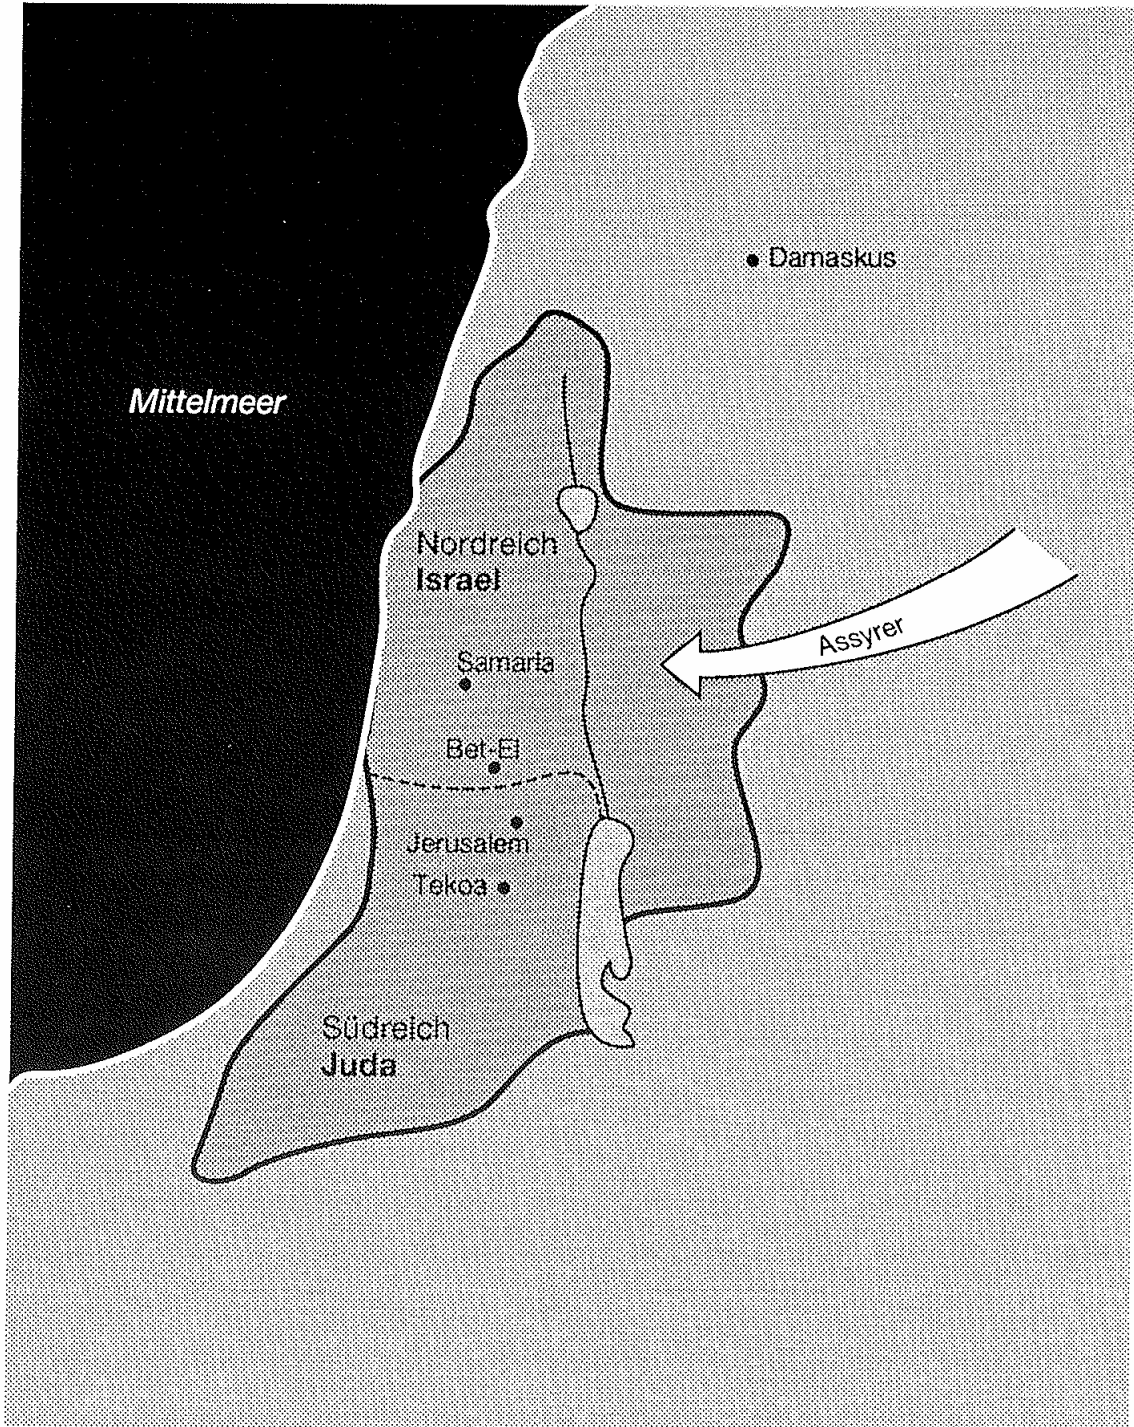 Damaskus
Mittelmeer
Nordreich
Israel
Assyrer
Samaria
Bet-El
Jerusalem
Tekoa
Südreich
Juda